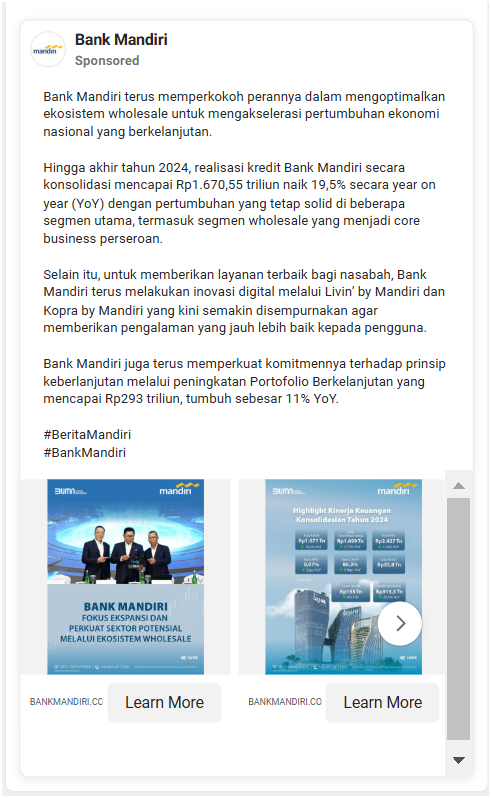 Bank Mandiri
mandiri
Sponsored
Bank Mandiri terus memperkokoh perannya dalam mengoptimalkan
ekosistem wholesale untuk mengakselerasi pertumbuhan ekonomi
nasional yang berkelanjutan.
Hingga akhir tahun 2024, realisasi kredit Bank Mandiri secara
konsolidasi mencapai Rp1.670,55 triliun naik 19,5% secara year on
year (YoY) dengan pertumbuhan yang tetap solid di beberapa
segmen utama, termasuk segmen wholesale yang menjadi core
business perseroan.
Selain itu, untuk memberikan layanan terbaik bagi nasabah, Bank
Mandiri terus melakukan inovasi digital melalui Livin’ by Mandiri dan
Kopra by Mandiri yang kini semakin disempurnakan agar
memberikan pengalaman yang jauh lebih baik kepada pengguna.
Bank Mandiri juga terus memperkuat komitmennya terhadap prinsip
keberlanjutan melalui peningkatan Portofolio Berkelanjutan yang
mencapai Rp293 triliun, tumbuh sebesar 11% YoY.
#BeritaMandiri
#BankMandiri
BUMN mandiri
BANK MANDIRI
FOKUS EKSPANSI DAN
PERKUAT SEKTOR POTENSIAL
MELALUI EKOSISTEM WHOLESALE
BUMN mandiri
Highlight Kinerja Keuangan
Konsolidasian Tahun 2024
Rp1.671 Tn Rp1.699 Tn Rp2.427 Tn
0,97% 80,3% Rp55,8 Tn
BANKMANDIRI.CO Learn More
BANKMANDIRI.CO Learn More